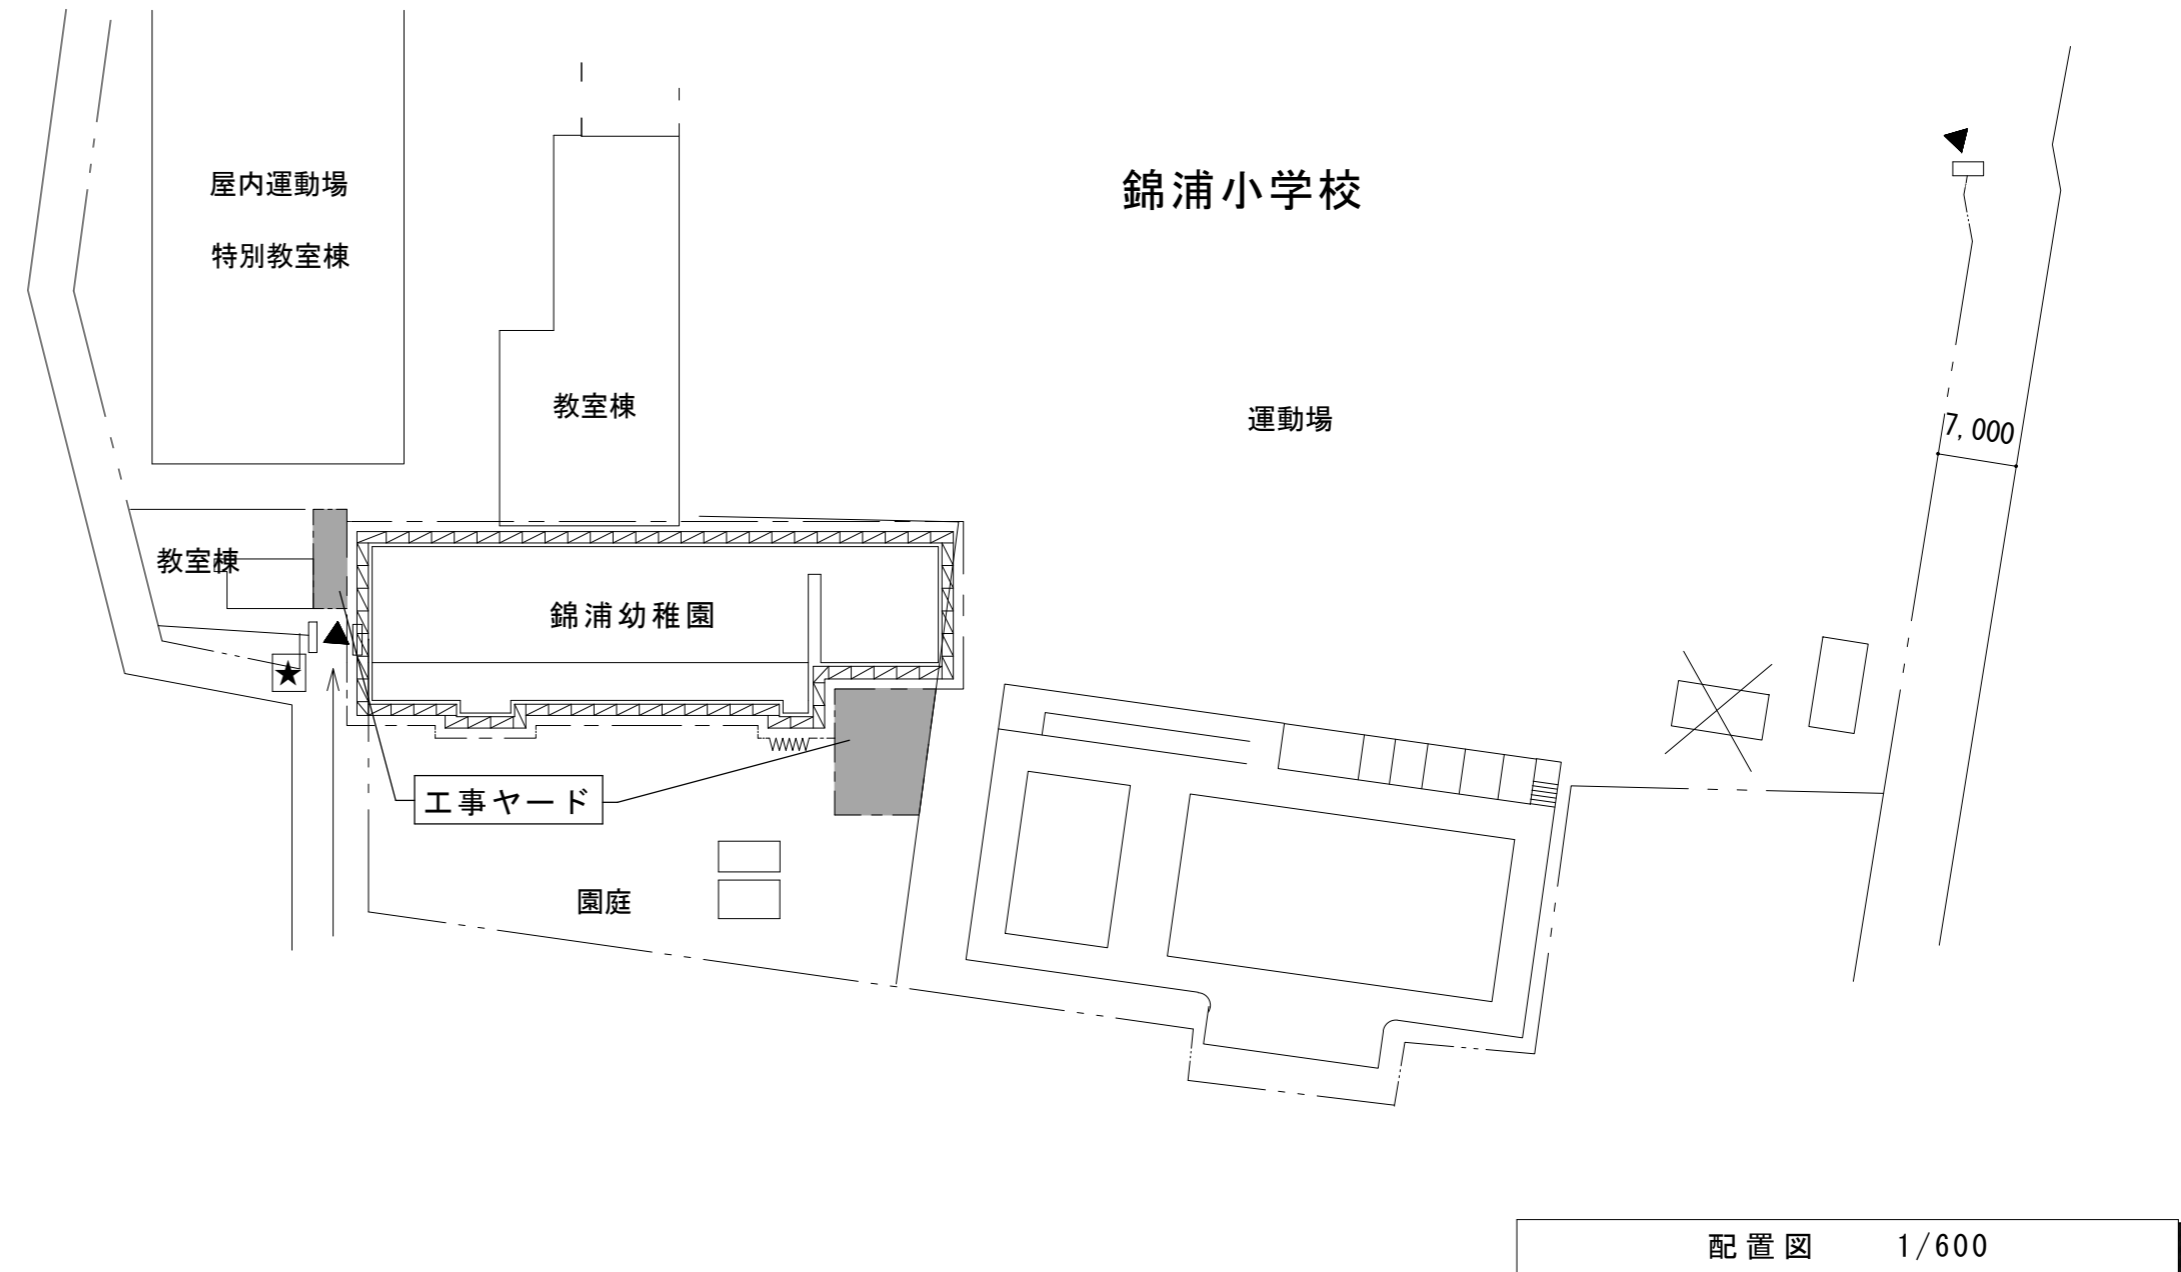 錦浦小学校
屋内運動場
特別教室棟
教室棟
運動場
7,000
教室棟
錦浦幼稚園
工事ヤード
園庭
配置図 1/600